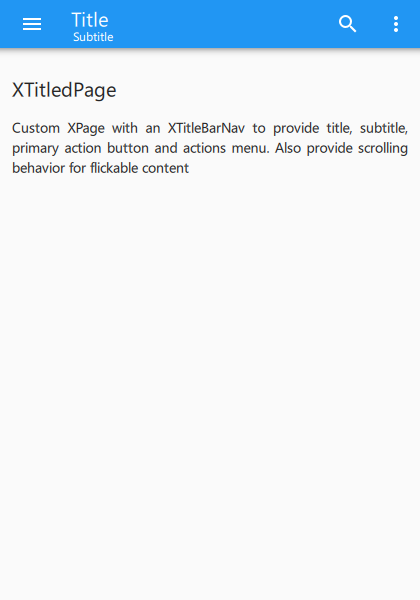 Title
Subtitle
XTitledPage
Custom XPage with an XTitleBarNav to provide title, subtitle,
primary action button and actions menu. Also provide scrolling
behavior for flickable content